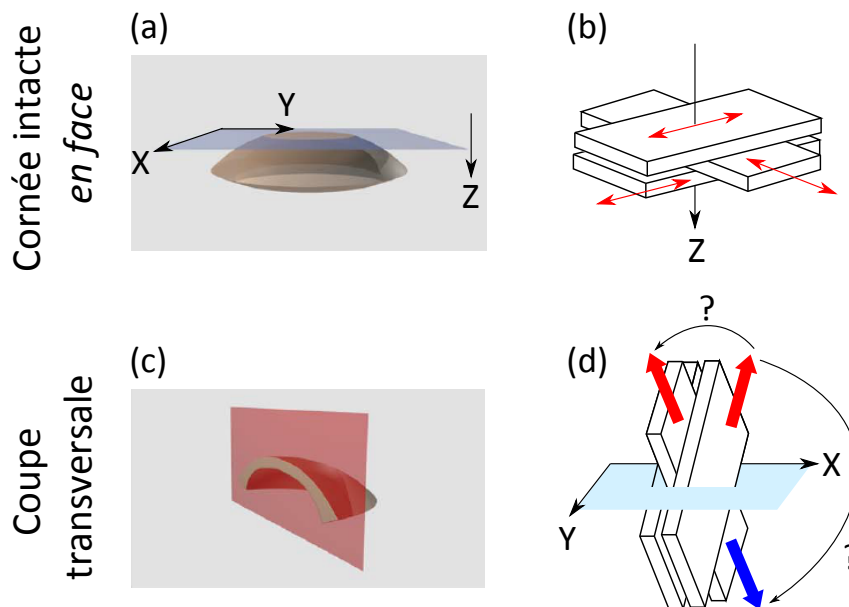 Cornée intacte
en face
(a)
Y
X
Z
(b)
Z
Coupe
transversale
(c)
(d)
?
X
Y
?